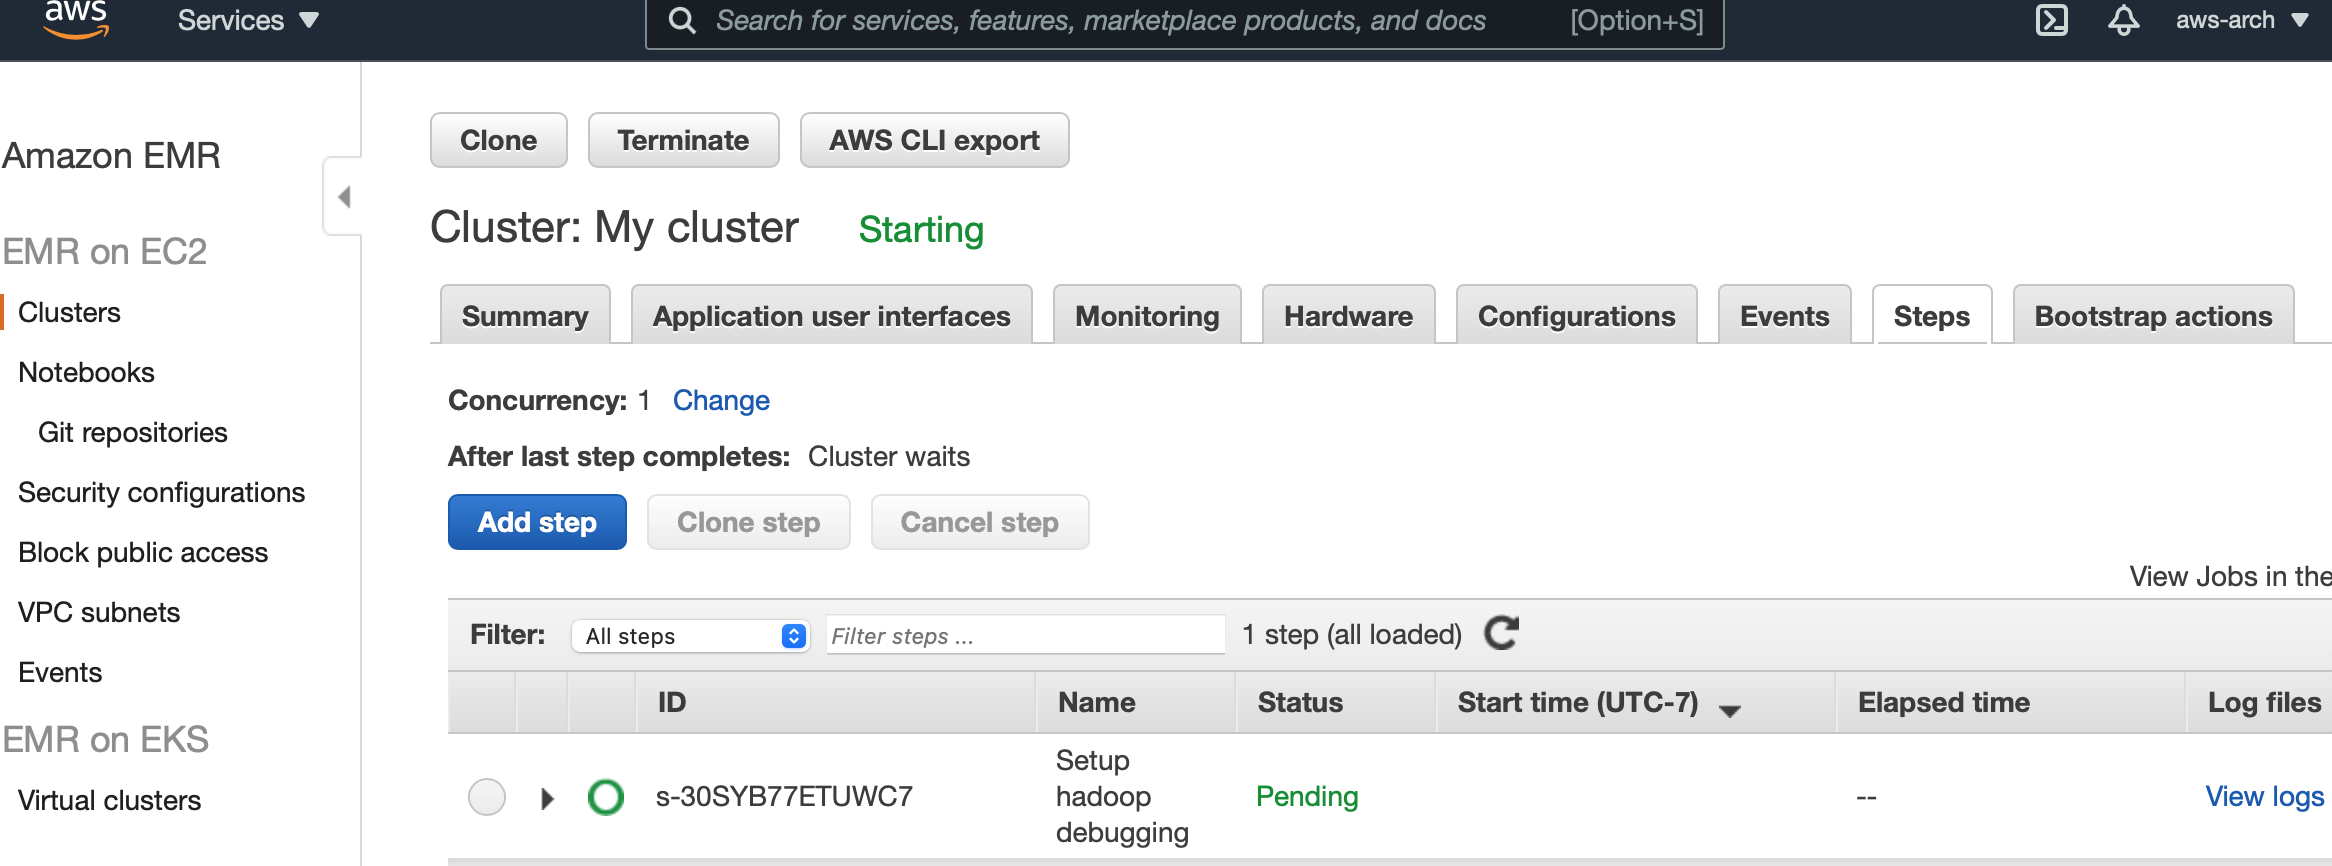 aws Services Search for services, features, marketplace products, and docs [Option+S] aws-arch
Amazon EMR
EMR on EC2
Clusters
Notebooks
Git repositories
Security configurations
Block public access
VPC subnets
Events
EMR on EKS
Virtual clusters
Clone Terminate AWS CLI export
Cluster: My cluster Starting
Summary Application user interfaces Monitoring Hardware Configurations Events Steps Bootstrap actions
Concurrency: 1 Change
After last step completes: Cluster waits
Add step Clone step Cancel step
View Jobs in the
Filter: All steps Filter steps ... 1 step (all loaded)
ID Name Status Start time (UTC-7) Elapsed time Log files
s-30SYB77ETUWC7 Setup hadoop debugging Pending -- View logs